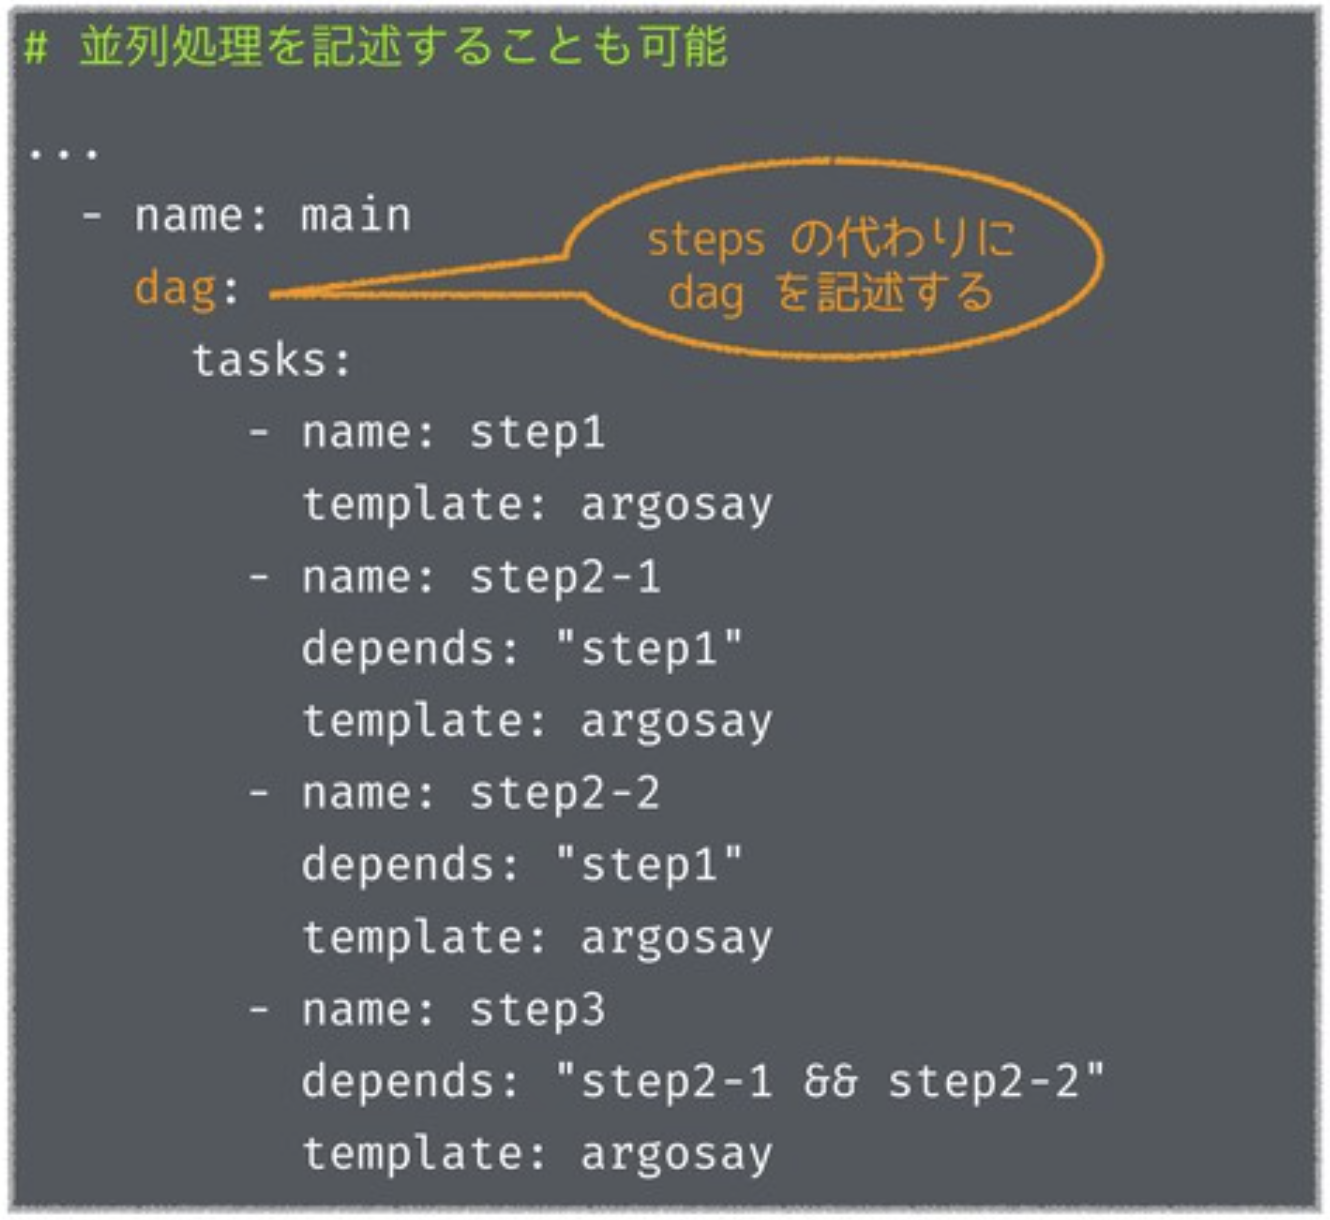 # 並列処理を記述することも可能
...
- name: main
dag:
steps の代わりに
dag を記述する
tasks:
- name: step1
template: argosay
- name: step2-1
depends: "step1"
template: argosay
- name: step2-2
depends: "step1"
template: argosay
- name: step3
depends: "step2-1 && step2-2"
template: argosay